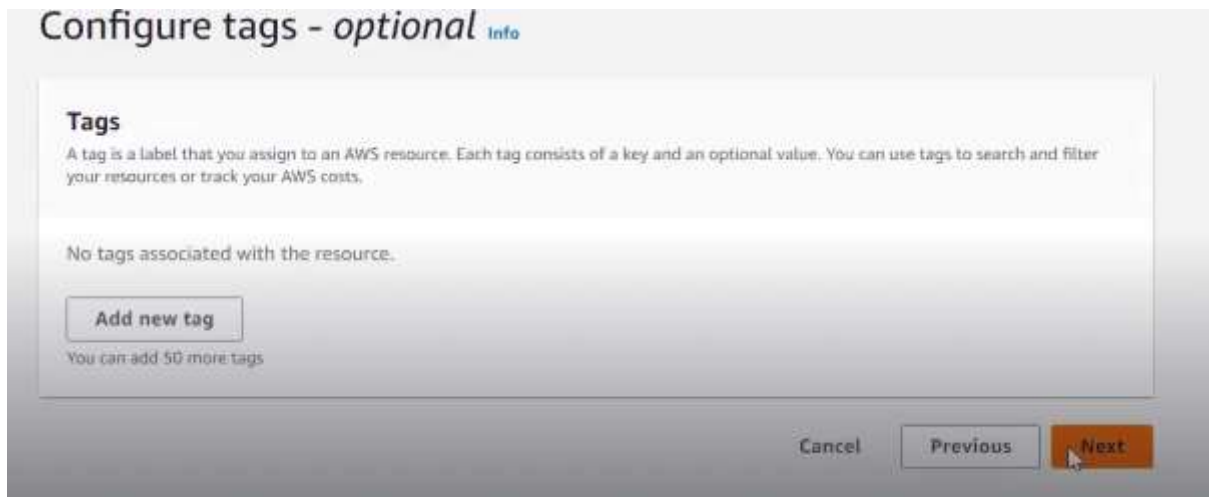 Configure tags - optional Info
Tags
A tag is a label that you assign to an AWS resource. Each tag consists of a key and an optional value. You can use tags to search and filter
your resources or track your AWS costs.
No tags associated with the resource.
Add new tag
You can add 50 more tags
Cancel Previous Next